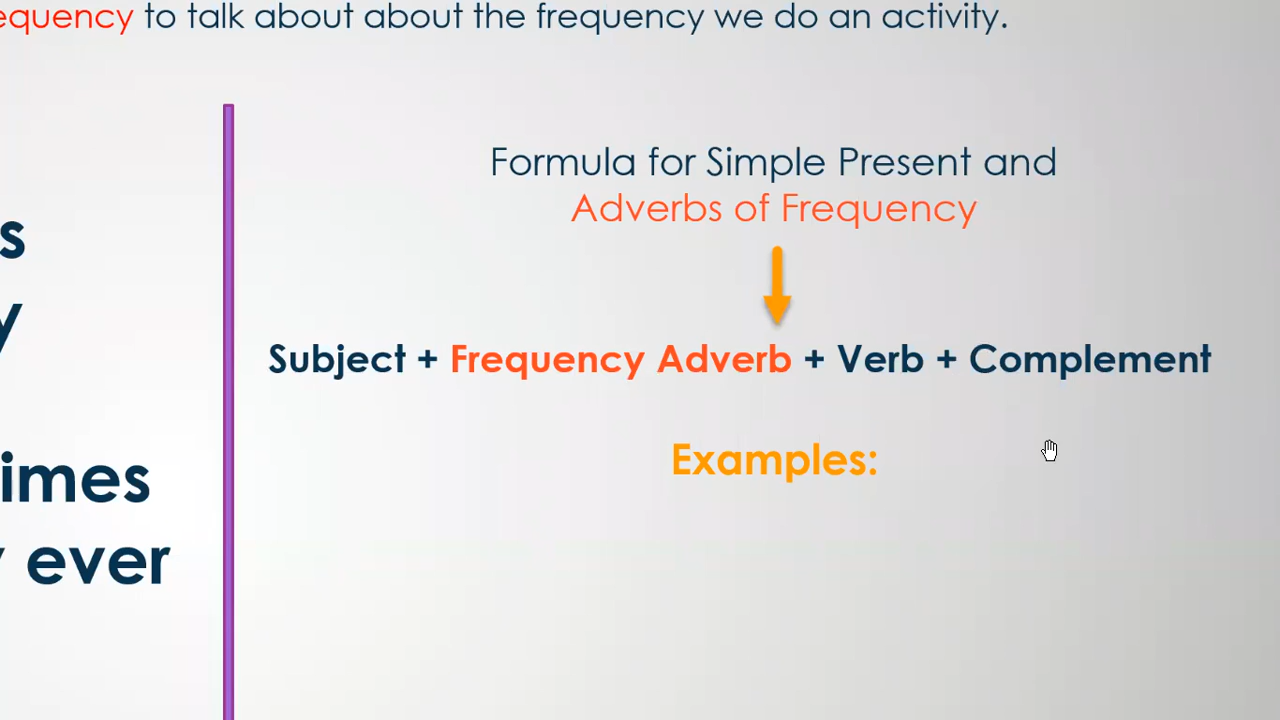 equency to talk about about the frequency we do an activity.
Formula for Simple Present and
Adverbs of Frequency
Subject + Frequency Adverb + Verb + Complement
Examples:
s
y
imes
y ever